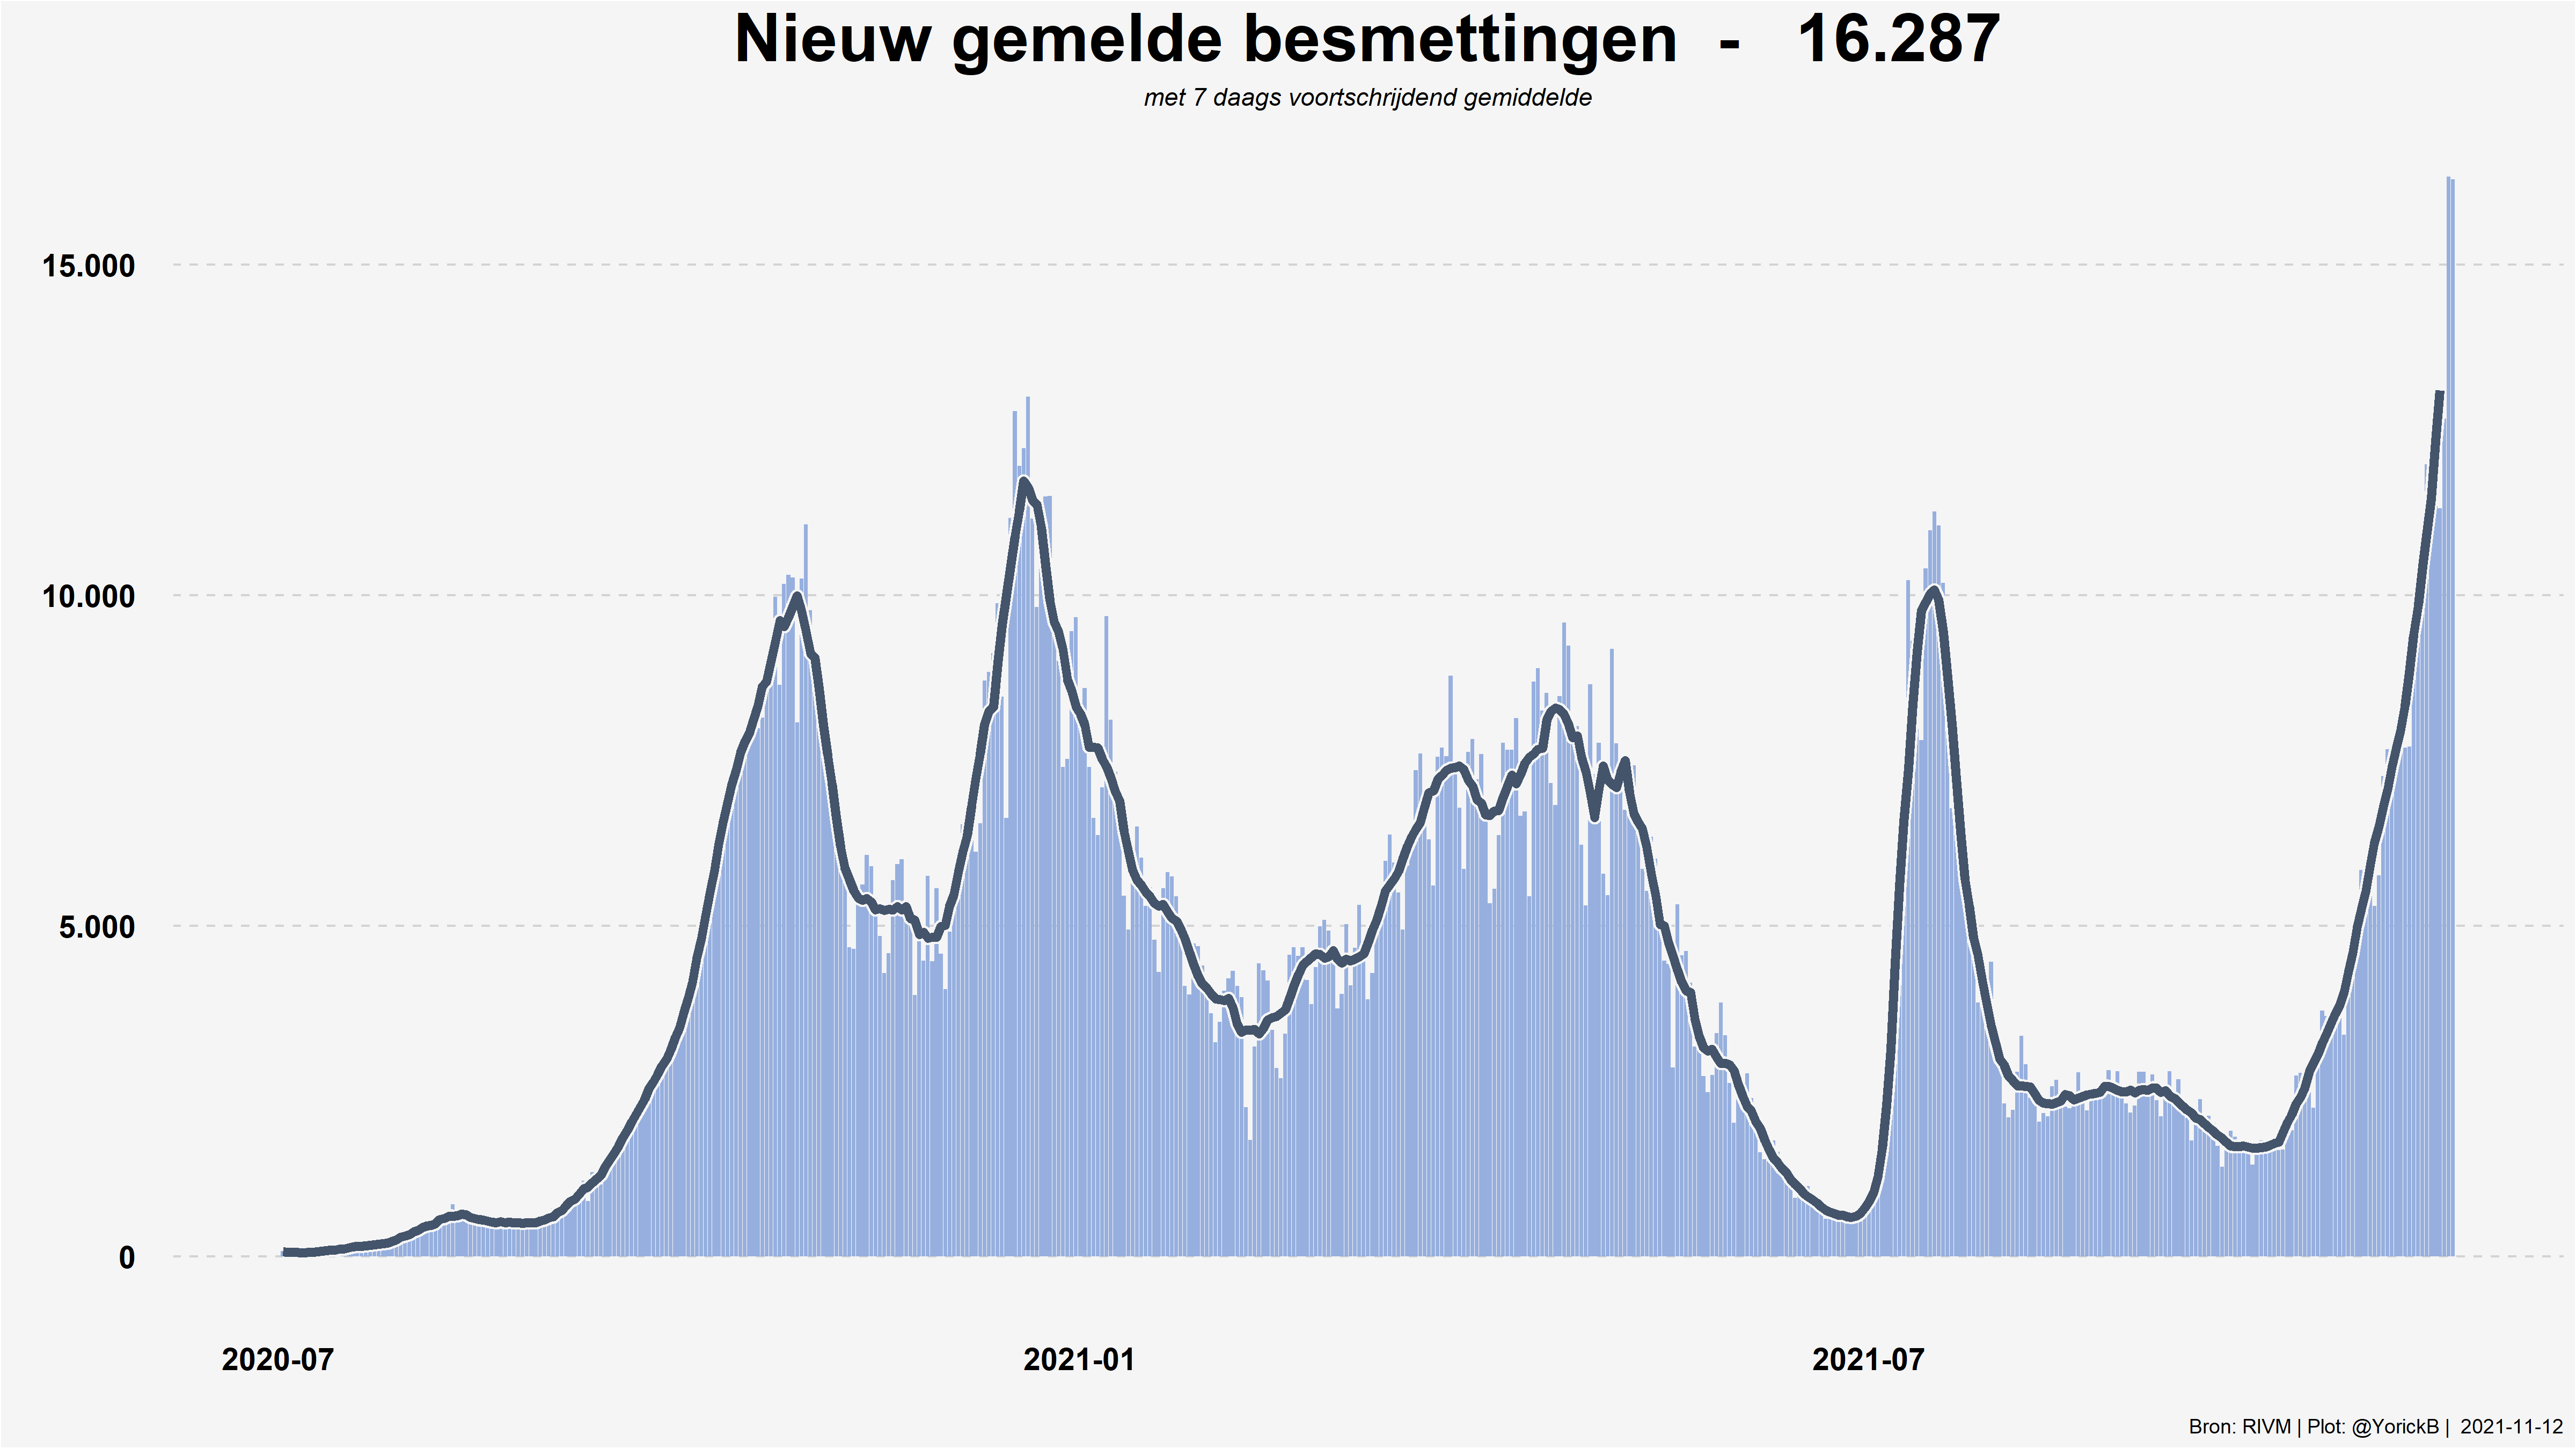 Nieuw gemelde besmettingen - 16.287
met 7 daags voortschrijdend gemiddelde
15.000
10.000
5.000
0
2020-07 2021-01 2021-07
Bron: RIVM | Plot: @YorickB | 2021-11-12